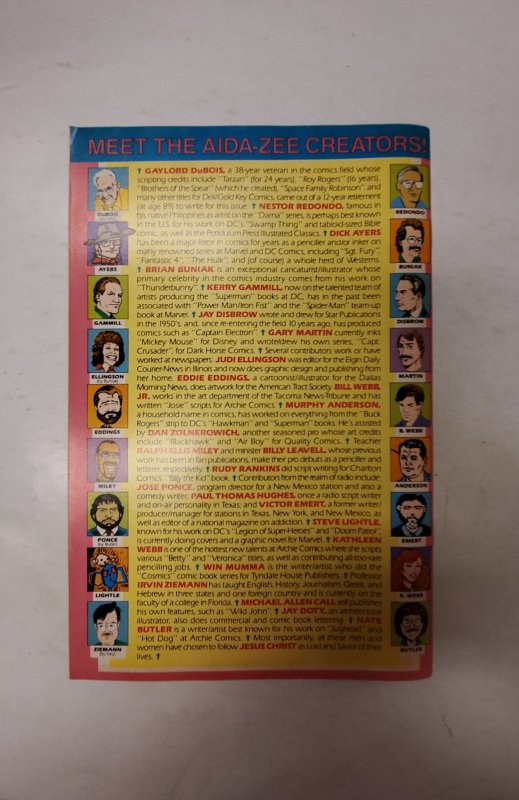 MEET THE AIDA-ZEE CREATORS!
✝ GAYLORD DuBOIS, a 38-year veteran in the comics field whose
scripting credits include "Tarzan" (for 24 years), "Roy Rogers" (16 years),
"Brothers of the Spear" (which he created), "Space Family Robinson", and
many other titles for Dell/Gold Key Comics, came out of a 12-year retirement
(at age 89) to write for this issue. ✝ NESTOR REDONDO, famous in
his native Philippines as artist on the "Darna" series, is perhaps best known
in the U.S. for his work on DC's "Swamp Thing" and tabloid-sized Bible
comic, as well as the Pendulum Press Illustrated Classics. ✝ DICK AYERS
has been a major force in comics for years as a penciller and/or inker on
many renowned series at Marvel and DC Comics, including "Sgt. Fury",
"Fantastic 4", "The Hulk", and (of course) a whole herd of Westerns.
✝ BRIAN BUNIAK is an exceptional caricaturist/illustrator whose
primary celebrity in the comics industry comes from his work on
"Thunderbunny". ✝ KERRY GAMMILL, now on the talented team of
artists producing the "Superman" books at DC, has in the past been
associated with "Power Man/Iron Fist" and the "Spider-Man" team-up
book at Marvel. ✝ JAY DISBROW wrote and drew for Star Publications
in the 1950's, and, since re-entering the field 10 years ago, has produced
comics such as "Captain Electron". ✝ GARY MARTIN currently inks
"Mickey Mouse" for Disney and wrote/drew his own series, "Capt.
Crusader", for Dark Horse Comics. ✝ Several contributors work or have
worked at newspapers: JUDI ELLINGSON was editor for the Elgin Daily
Courier-News in Illinois and now does graphic design and publishing from
her home. EDDIE EDDINGS, a cartoonist/illustrator for the Dallas
Morning News, does artwork for the American Tract Society. BILL WEBB,
JR. works in the art department of the Tacoma News-Tribune and has
written "Josie" scripts for Archie Comics. ✝ MURPHY ANDERSON,
a household name in comics, has worked on everything from the "Buck
Rogers" strip to DC's "Hawkman" and "Superman" books. He's assisted
by DAN ZOLNEROWICH, another seasoned pro whose art credits
include "Blackhawk" and "Air Boy" for Quality Comics. ✝ Teacher
RALPH ELLIS MILEY and minister BILLY LEAVELL, whose previous
work has been in fan publications, make their pro debuts as a penciller and
letterer, respectively. ✝ RUDY RANKINS did script writing for Charlton
Comics' "Billy the Kid" book. ✝ Contributors from the realm of radio include:
JOSE PONCE, program director for a New Mexico station and also a
comedy writer, PAUL THOMAS HUGHES, once a radio script writer
and on-air personality in Texas; and VICTOR EMERT, a former writer/
producer/manager for stations in Texas, New York, and New Mexico, as
well as editor of a national magazine on addiction. ✝ STEVE LIGHTLE,
known for his work on DC's "Legion of Super-Heroes" and "Doom Patrol"
is currently doing covers and a graphic novel for Marvel. ✝ KATHLEEN
WEBB is one of the hottest new talents at Archie Comics where she scripts
various "Betty" and "Veronica" titles, as well as contributing all-too-rare
pencilling jobs. ✝ WIN MUMMA is the writer/artist who did the
"Cosmics" comic book series for Tyndale House Publishers. ✝ Professor
IRVIN ZIEMANN has taught English, History, Journalism, Greek, and
Hebrew in three states and one foreign country and is currently on the
faculty of a college in Florida. ✝ MICHAEL ALLEN CALL self-publishes
his own features, such as "Wild John". ✝ JAY DOTY, an architectural
illustrator, also does commercial and comic book lettering. ✝ NATE
BUTLER is a writer/artist best known for his work on "Jughead" and
"Hot Dog" at Archie Comics. ✝ Most importantly, all these men and
women have chosen to follow JESUS CHRIST as Lord and Savior of their
lives. ✝
DuBOIS
AYERS
GAMMILL
ELLINGSON
(by Buniak)
EDDINGS
MILEY
PONCE
(by Butler)
LIGHTLE
ZIEMANN
REDONDO
BUNIAK
DISBROW
MARTIN
B. WEBB
ANDERSON
EMERT
K. WEBB
BUTLER